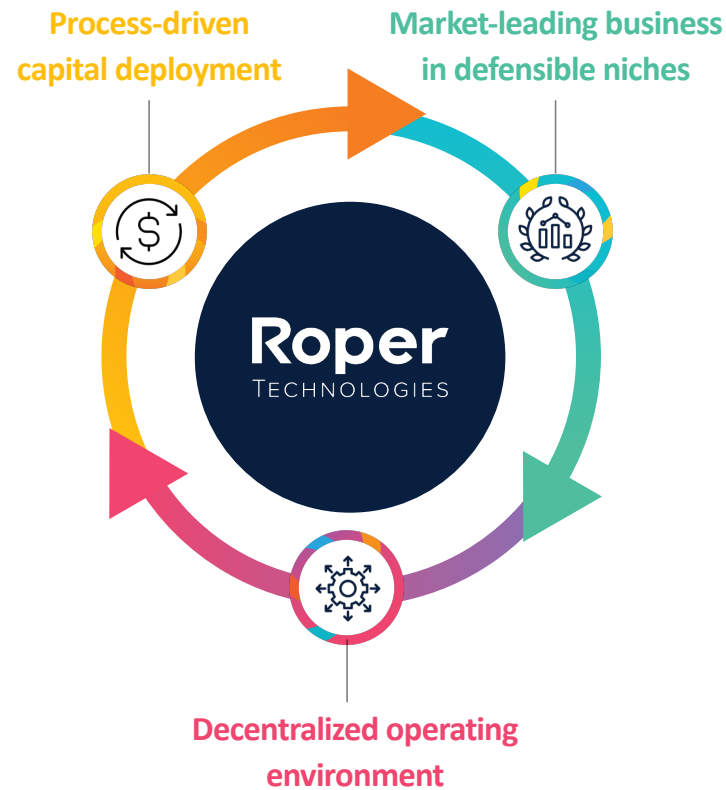 Process-driven
capital deployment
Market-leading business
in defensible niches
$
Roper
TECHNOLOGIES
Decentralized operating
environment